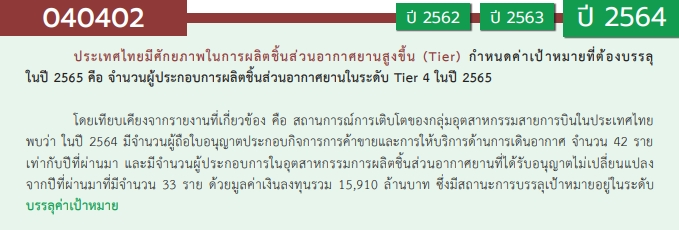 040402 ปี 2562 ปี 2563 ปี 2564
ประเทศไทยมีศักยภาพในการผลิตชิ้นส่วนอากาศยานสูงขึ้น (Tier) กำหนดค่าเป้าหมายที่ต้องบรรลุ
ในปี 2565 คือ จำนวนผู้ประกอบการผลิตชิ้นส่วนอากาศยานในระดับ Tier 4 ในปี 2565
โดยเทียบเคียงจากรายงานที่เกี่ยวข้อง คือ สถานการณ์การเติบโตของกลุ่มอุตสาหกรรมสายการบินในประเทศไทย
พบว่า ในปี 2564 มีจำนวนผู้ถือใบอนุญาตประกอบกิจการการค้าขายและการให้บริการด้านการเดินอากาศ จำนวน 42 ราย
เท่ากับปีที่ผ่านมา และมีจำนวนผู้ประกอบการในอุตสาหกรรมการผลิตชิ้นส่วนอากาศยานที่ได้รับอนุญาตไม่เปลี่ยนแปลง
จากปีที่ผ่านมาที่มีจำนวน 33 ราย ด้วยมูลค่าเงินลงทุนรวม 15,910 ล้านบาท ซึ่งมีสถานะการบรรลุเป้าหมายอยู่ในระดับ
บรรลุค่าเป้าหมาย